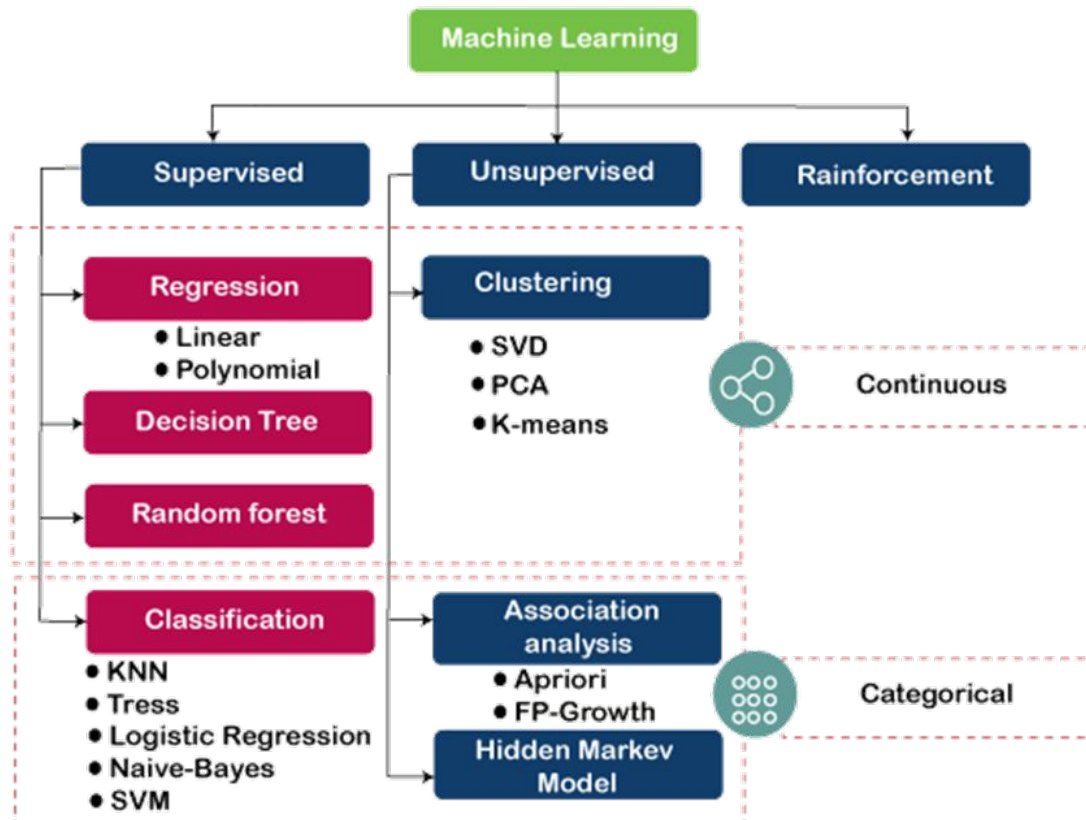 Machine Learning
Supervised
Unsupervised
Rainforcement
Regression
• Linear
• Polynomial
Decision Tree
Random forest
Clustering
• SVD
• PCA
• K-means
Continuous
Classification
• KNN
• Tress
• Logistic Regression
• Naive-Bayes
• SVM
Association
analysis
• Apriori
• FP-Growth
Hidden Markev
Model
Categorical